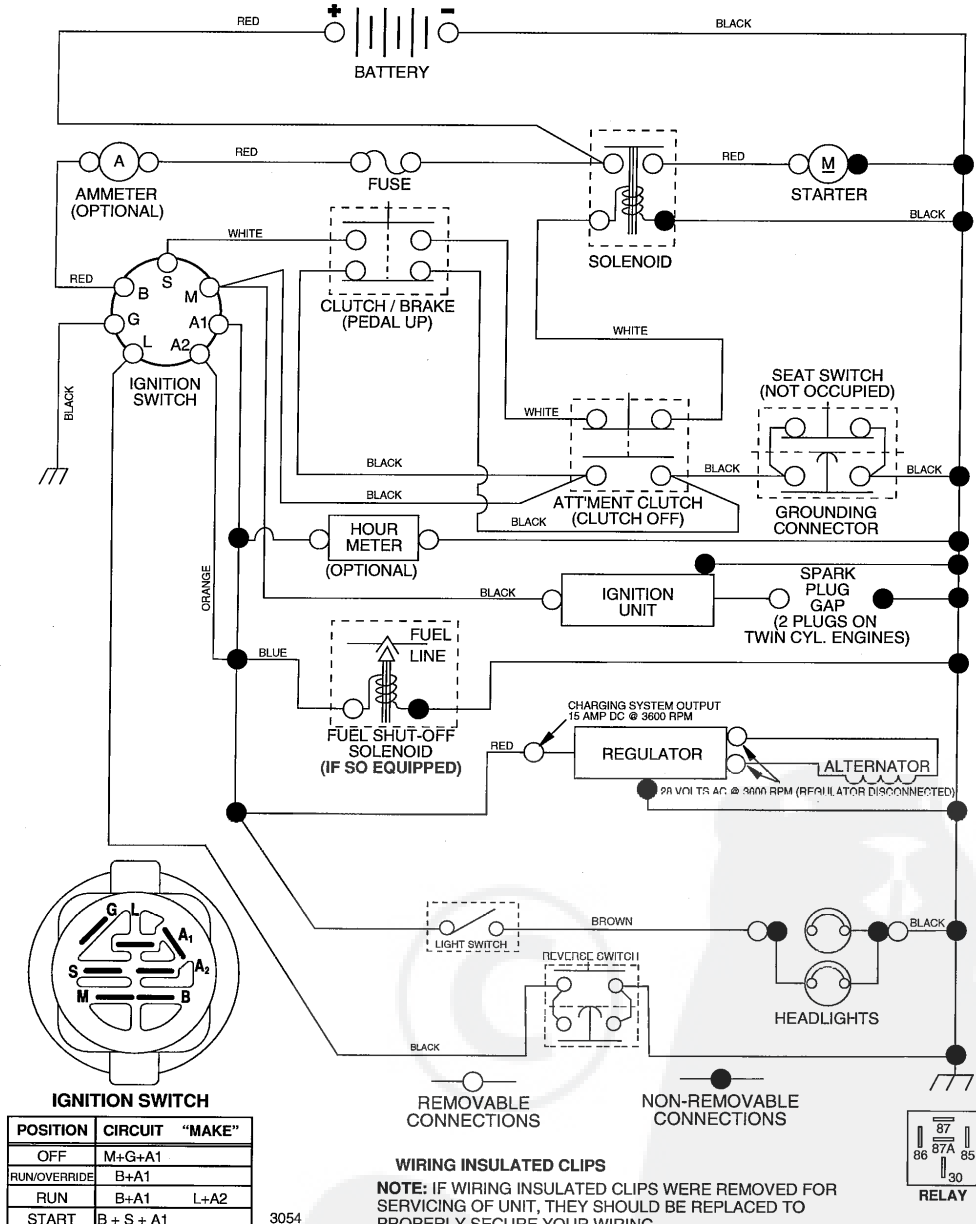 + −
RED
BLACK
BATTERY
A
RED
RED
M
AMMETER
(OPTIONAL)
FUSE
STARTER
BLACK
WHITE
SOLENOID
RED
S
B
M
G
A1
L
A2
CLUTCH / BRAKE
(PEDAL UP)
WHITE
IGNITION
SWITCH
BLACK
SEAT SWITCH
(NOT OCCUPIED)
WHITE
BLACK
BLACK
BLACK
BLACK
ATT'MENT CLUTCH
(CLUTCH OFF)
GROUNDING
CONNECTOR
BLACK
HOUR
METER
(OPTIONAL)
ORANGE
BLACK
IGNITION
UNIT
SPARK
PLUG
GAP
(2 PLUGS ON
TWIN CYL. ENGINES)
FUEL
LINE
BLUE
FUEL SHUT-OFF
SOLENOID
(IF SO EQUIPPED)
CHARGING SYSTEM OUTPUT
15 AMP DC @ 3600 RPM
RED
REGULATOR
ALTERNATOR
28 VOLTS AC @ 3600 RPM (REGULATOR DISCONNECTED)
BROWN
BLACK
LIGHT SWITCH
REVERSE SWITCH
HEADLIGHTS
BLACK
G L
A1
S
A2
M
B
IGNITION SWITCH
REMOVABLE
CONNECTIONS
NON-REMOVABLE
CONNECTIONS
POSITION CIRCUIT "MAKE"
OFF M+G+A1
RUN/OVERRIDE B+A1
RUN B+A1 L+A2
START B + S + A1
3054
WIRING INSULATED CLIPS
NOTE: IF WIRING INSULATED CLIPS WERE REMOVED FOR
SERVICING OF UNIT, THEY SHOULD BE REPLACED TO
PROPERLY SECURE YOUR WIRING
87
86 87A 85
30
RELAY
©